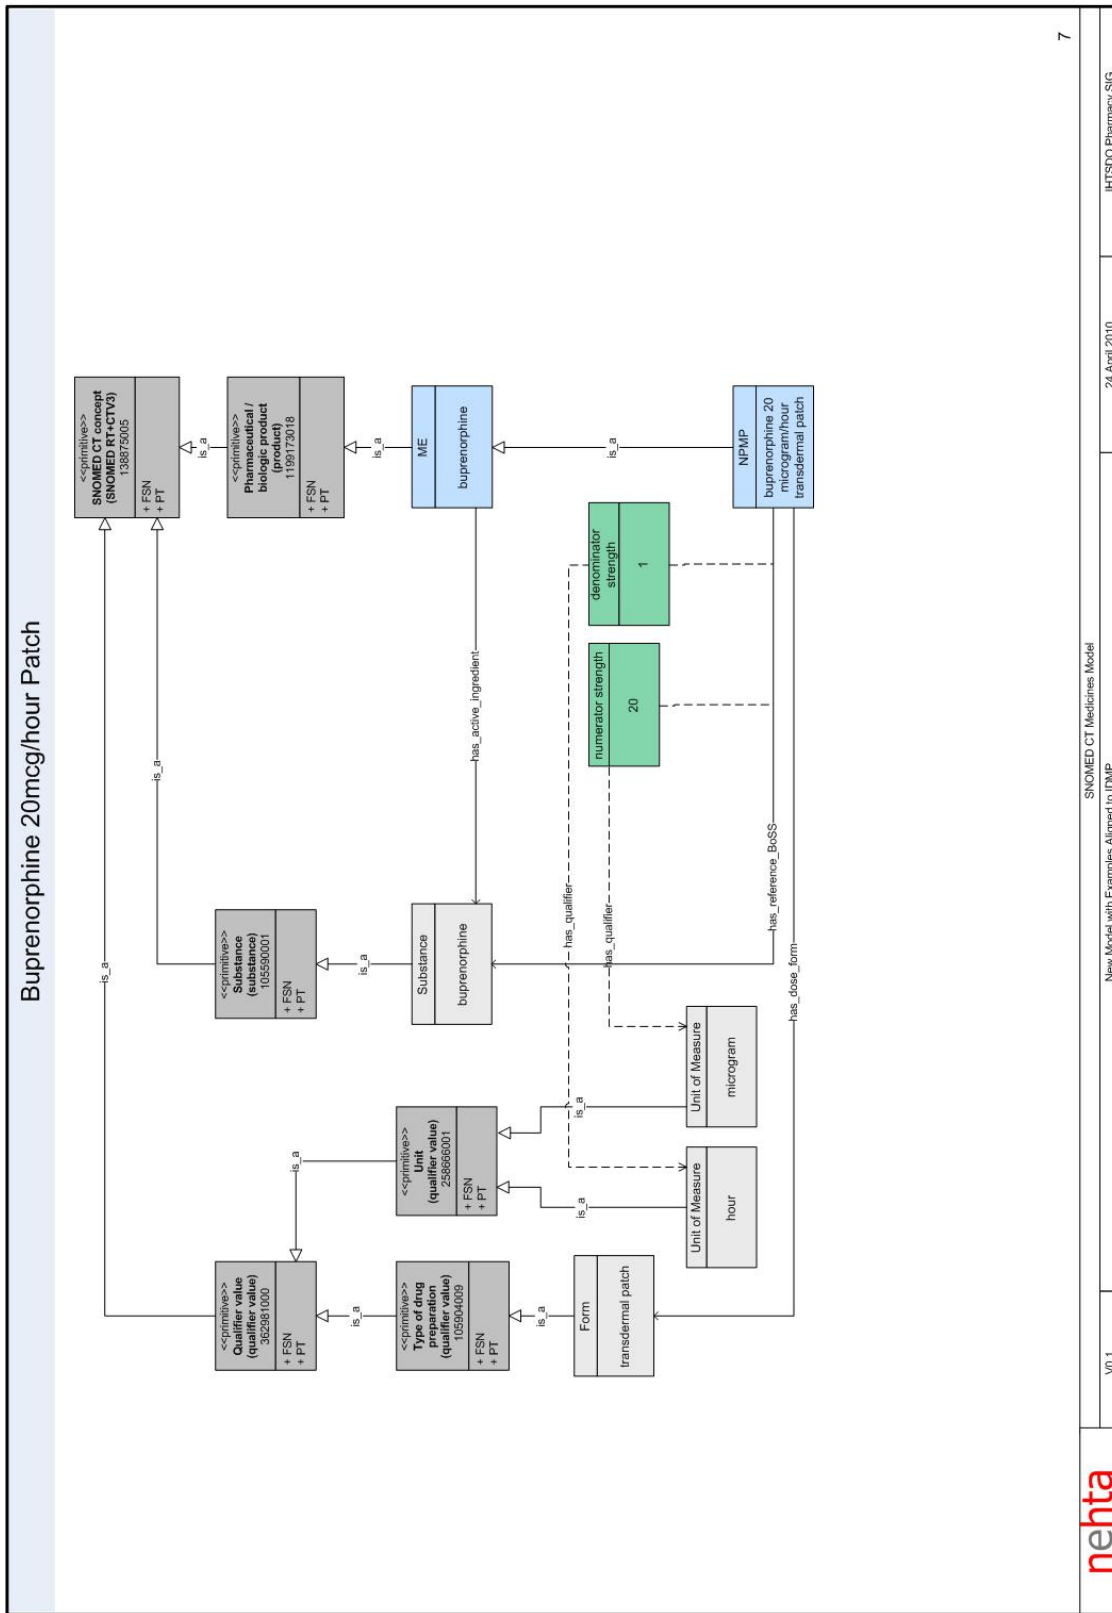 Buprenorphine 20mcg/hour Patch
<<primitive>>
SNOMED CT concept
(SNOMED RT+CTV3)
138875005
+ FSN
+ PT
is_a
is_a
is_a
<<primitive>>
Qualifier value
(qualifier value)
362981000
+ FSN
+ PT
<<primitive>>
Substance
(substance)
105590001
+ FSN
+ PT
<<primitive>>
Pharmaceutical /
biologic product
(product)
1199173018
+ FSN
+ PT
is_a
is_a
is_a
is_a
<<primitive>>
Type of drug
preparation
(qualifier value)
105904009
+ FSN
+ PT
<<primitive>>
Unit
(qualifier value)
258666001
+ FSN
+ PT
Substance
buprenorphine
has_active_ingredient
ME
buprenorphine
is_a
is_a
is_a
is_a
Form
transdermal patch
has_qualifier
has_qualifier
numerator strength
20
denominator
strength
1
Unit of Measure
hour
Unit of Measure
microgram
NPMP
buprenorphine 20
microgram/hour
transdermal patch
has_reference_BoSS
has_dose_form
7
nehta
SNOMED CT Medicines Model
V0.1
New Model with Examples Aligned to IDMP
24 April 2010
IHTSDO Pharmacy SIG